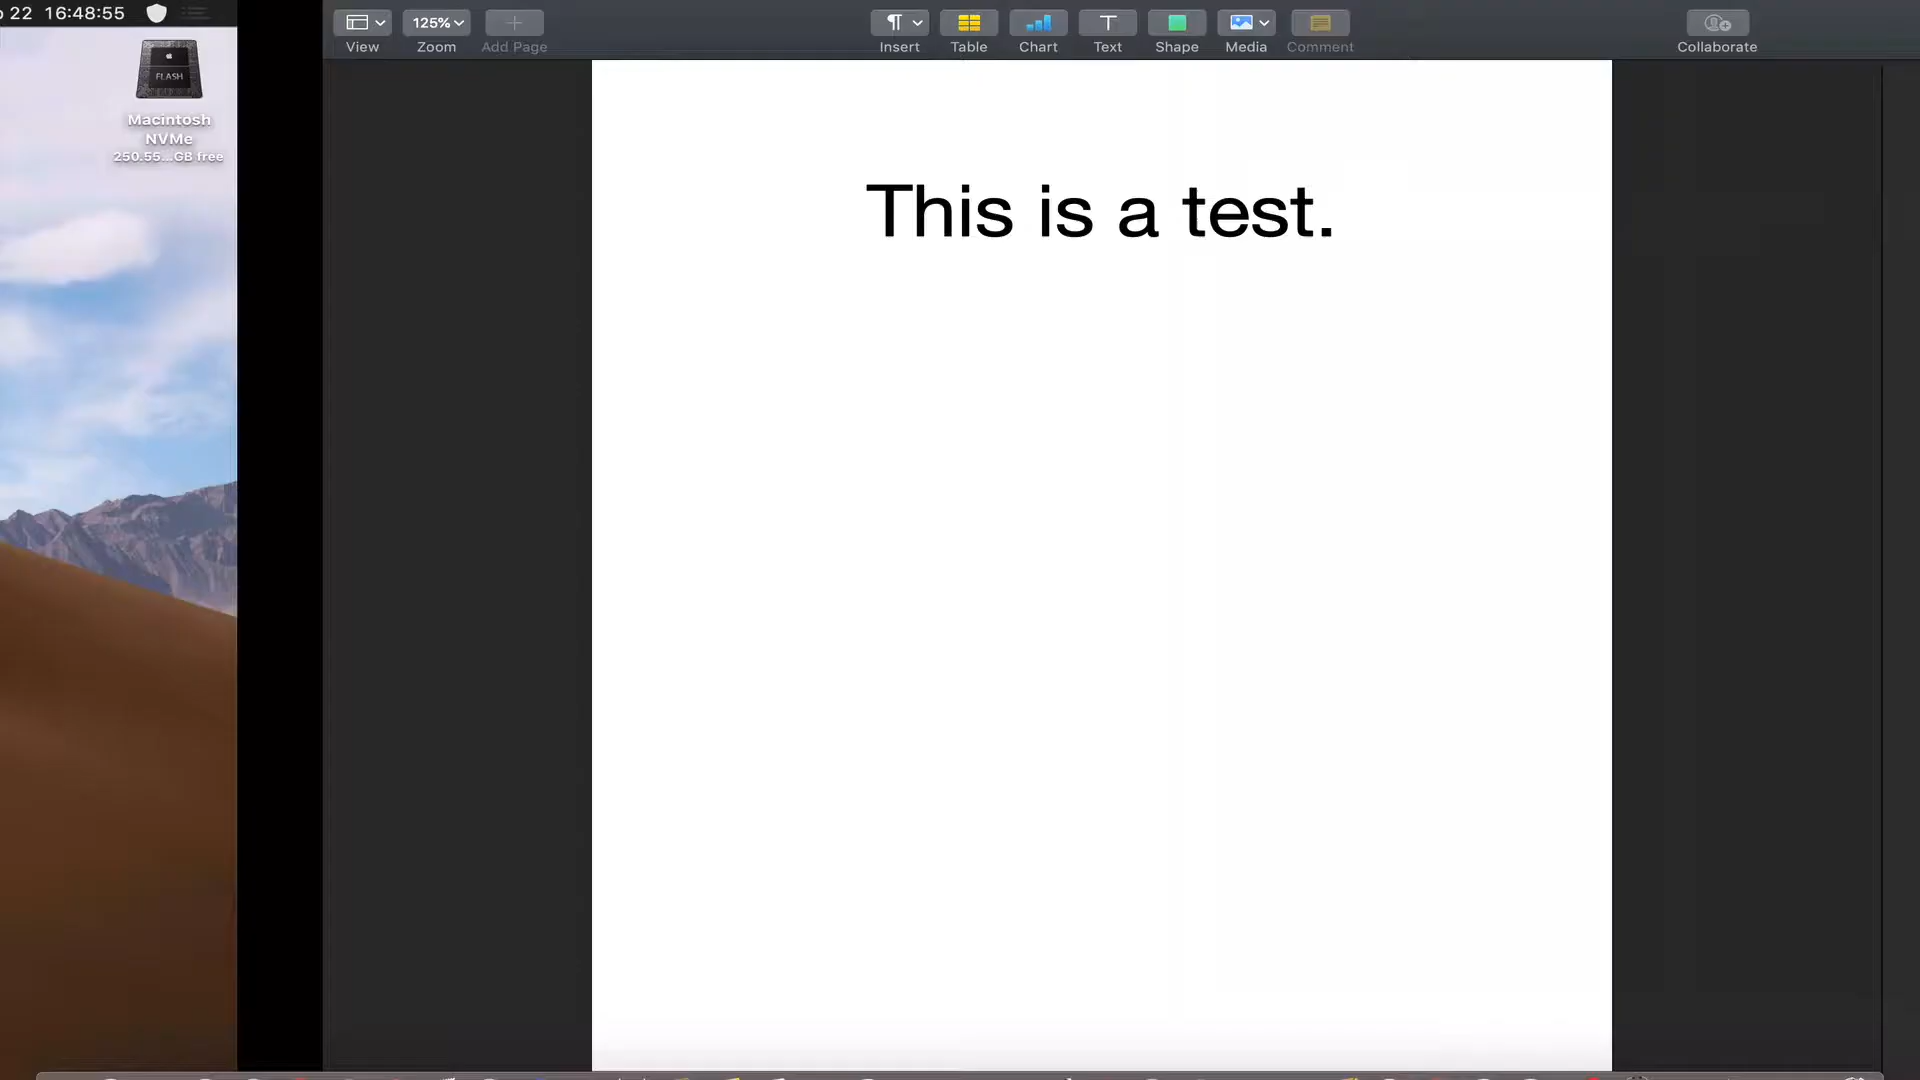 22 16:48:55
FLASH
Macintosh
NVMe
250.55...GB free
125%
View
Zoom
Add Page
Insert
Table
Chart
Text
Shape
Media
Comment
Collaborate
This is a test.